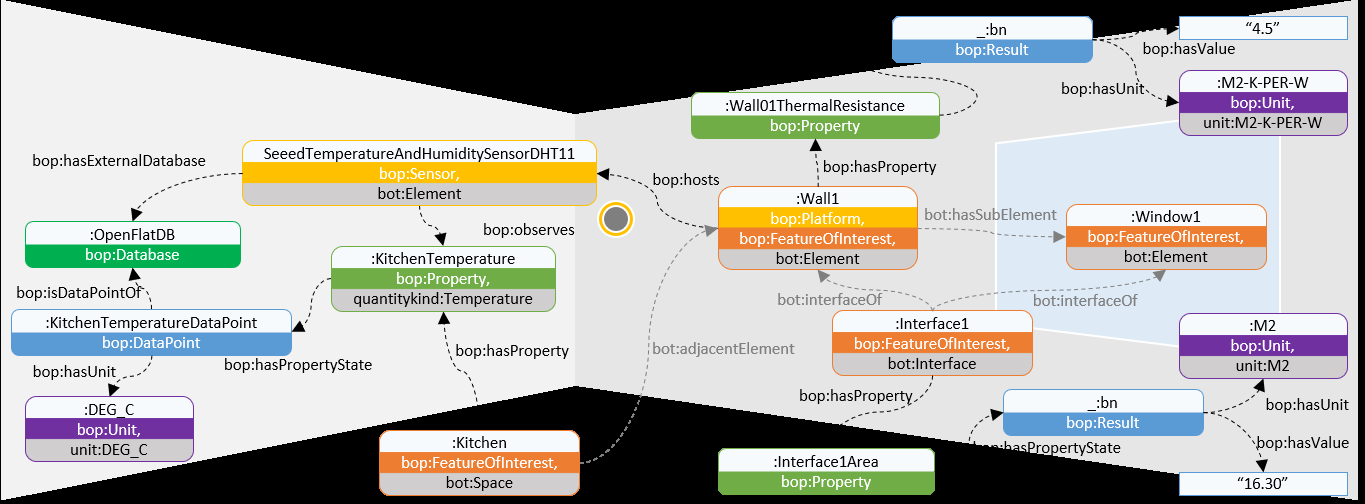 _:bn
bop:Result
"4.5"
bop:hasValue
bop:hasUnit
:M2-K-PER-W
bop:Unit,
unit:M2-K-PER-W
:Wall01ThermalResistance
bop:Property
bop:hasProperty
bop:hasExternalDatabase
SeeedTemperatureAndHumiditySensorDHT11
bop:Sensor,
bot:Element
bop:hosts
:Wall1
bop:Platform,
bop:FeatureOfInterest,
bot:Element
bot:hasSubElement
:Window1
bop:FeatureOfInterest,
bot:Element
:OpenFlatDB
bop:Database
bop:observes
:KitchenTemperature
bop:Property,
quantitykind:Temperature
bop:isDataPointOf
bot:interfaceOf
bot:interfaceOf
:KitchenTemperatureDataPoint
bop:DataPoint
bop:hasPropertyState
:Interface1
bop:FeatureOfInterest,
bot:Interface
:M2
bop:Unit,
unit:M2
bop:hasUnit
bop:hasProperty
bot:adjacentElement
bop:hasProperty
:DEG_C
bop:Unit,
unit:DEG_C
_:bn
bop:Result
bop:hasUnit
bop:hasValue
:hasPropertyState
:Kitchen
bop:FeatureOfInterest,
bot:Space
:Interface1Area
bop:Property
"16.30"